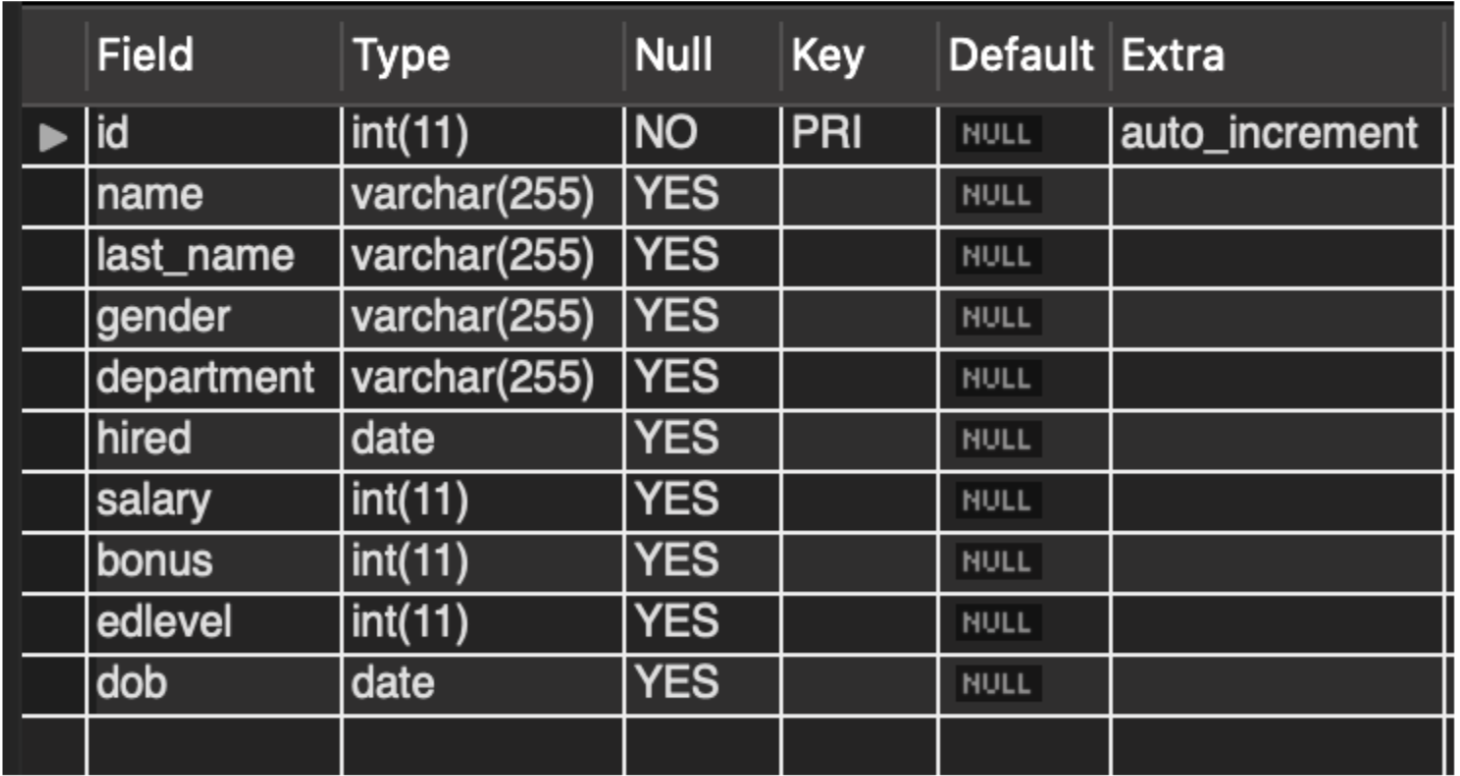 Field Type Null Key Default Extra
id int(11) NO PRI NULL auto_increment
name varchar(255) YES NULL
last_name varchar(255) YES NULL
gender varchar(255) YES NULL
department varchar(255) YES NULL
hired date YES NULL
salary int(11) YES NULL
bonus int(11) YES NULL
edlevel int(11) YES NULL
dob date YES NULL